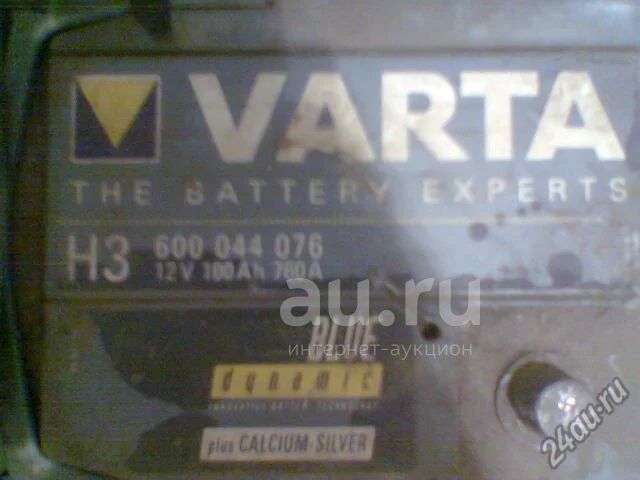 VARTA
THE BATTERY EXPERTS
H3 600 044 076
12V 100Ah 760A
au.ru
интернет-аукцион
BLUE
dynamic
plus CALCIUM-SILVER
24au.ru